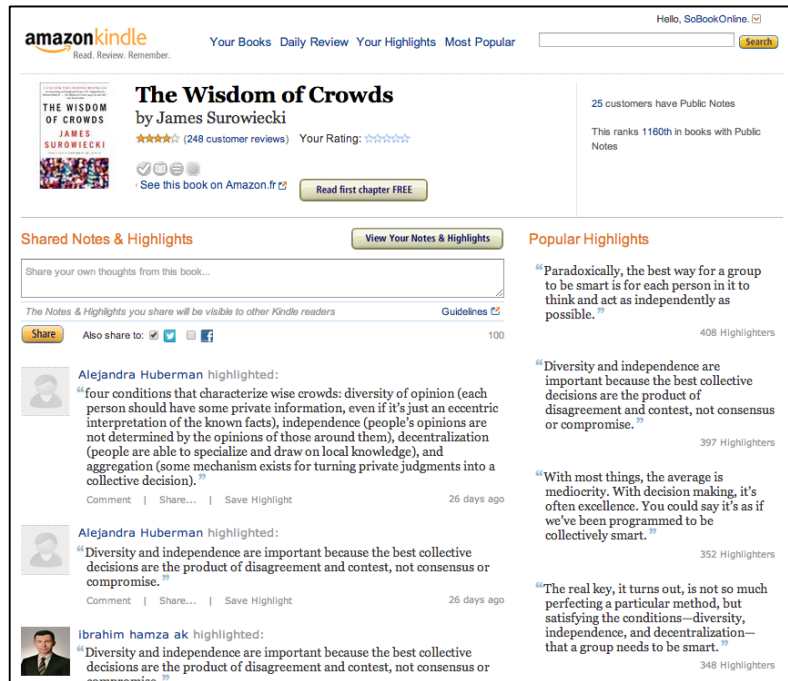 Hello, SoBookOnline.
amazonkindle
Read. Review. Remember.
Your Books Daily Review Your Highlights Most Popular
Search
THE WISDOM
OF CROWDS
JAMES
SUROWIECKI
The Wisdom of Crowds
by James Surowiecki
(248 customer reviews) Your Rating:
See this book on Amazon.fr
Read first chapter FREE
25 customers have Public Notes
This ranks 1160th in books with Public
Notes
Shared Notes & Highlights
View Your Notes & Highlights
Share your own thoughts from this book...
The Notes & Highlights you share will be visible to other Kindle readers
Guidelines
Share
Also share to:
100
Alejandra Huberman highlighted:
“four conditions that characterize wise crowds: diversity of opinion (each
person should have some private information, even if it’s just an eccentric
interpretation of the known facts), independence (people’s opinions are
not determined by the opinions of those around them), decentralization
(people are able to specialize and draw on local knowledge), and
aggregation (some mechanism exists for turning private judgments into a
collective decision). ”
Comment | Share... | Save Highlight
26 days ago
Alejandra Huberman highlighted:
“Diversity and independence are important because the best collective
decisions are the product of disagreement and contest, not consensus or
compromise. ”
Comment | Share... | Save Highlight
26 days ago
ibrahim hamza ak highlighted:
“Diversity and independence are important because the best collective
decisions are the product of disagreement and contest, not consensus or
compromise. ”
Popular Highlights
“Paradoxically, the best way for a group
to be smart is for each person in it to
think and act as independently as
possible. ”
408 Highlighters
“Diversity and independence are
important because the best collective
decisions are the product of
disagreement and contest, not consensus
or compromise. ”
397 Highlighters
“With most things, the average is
mediocrity. With decision making, it’s
often excellence. You could say it’s as if
we’ve been programmed to be
collectively smart. ”
352 Highlighters
“The real key, it turns out, is not so much
perfecting a particular method, but
satisfying the conditions—diversity,
independence, and decentralization—
that a group needs to be smart. ”
348 Highlighters